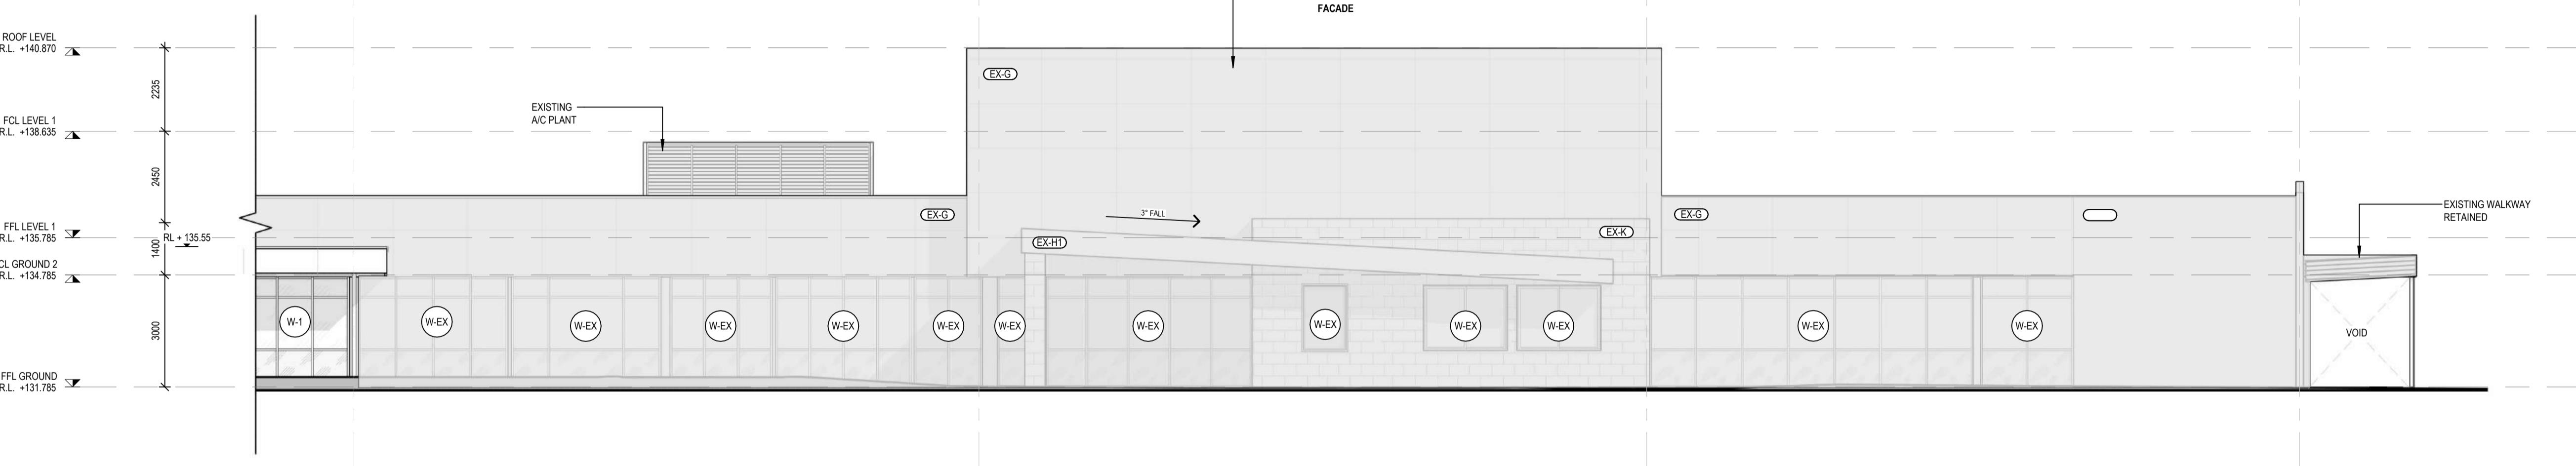 FACADE
ROOF LEVEL
R.L. +140.870
2235
EX-G
EXISTING
A/C PLANT
FCL LEVEL 1
R.L. +138.635
2450
EX-G
3° FALL
EX-G
EX-K
EX-H1
EXISTING WALKWAY
RETAINED
FFL LEVEL 1
R.L. +135.785
RL + 135.55
1400
CL GROUND 2
R.L. +134.785
3000
W-1
W-EX
W-EX
W-EX
W-EX
W-EX
W-EX
W-EX
W-EX
W-EX
W-EX
W-EX
W-EX
VOID
FFL GROUND
R.L. +131.785